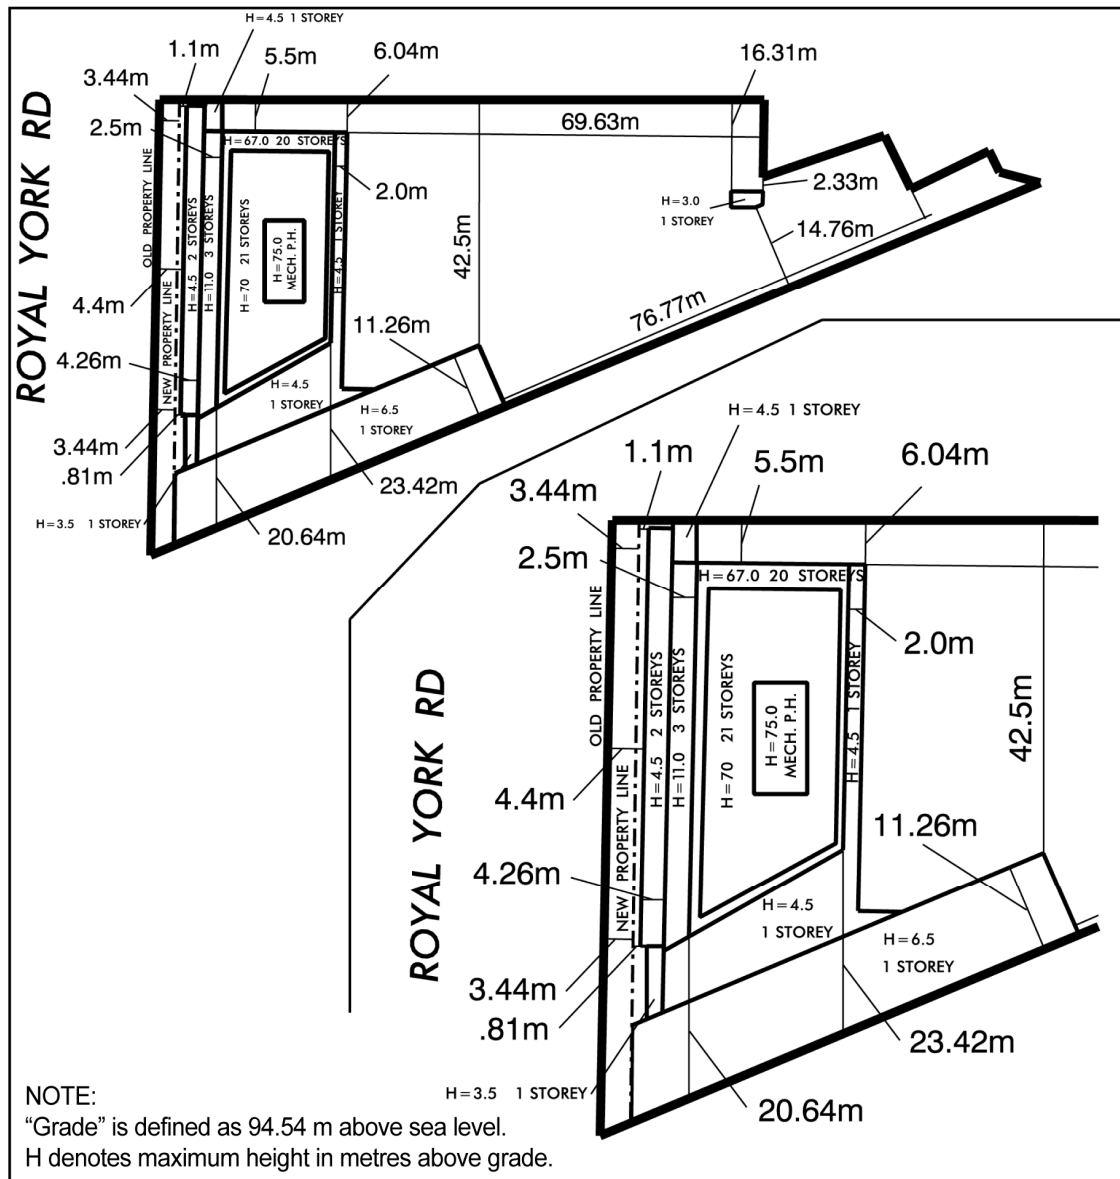 H=4.5 1 STOREY
1.1m
5.5m
6.04m
16.31m
3.44m
2.5m
69.63m
H=67.0 20 STOREYS
2.0m
2.33m
H=3.0
1 STOREY
14.76m
ROYAL YORK RD
OLD PROPERTY LINE
NEW PROPERTY LINE
H=4.5 2 STOREYS
H=11.0 3 STOREYS
H=70 21 STOREYS
H=75.0
MECH. P.H.
H=4.5 1 STOREY
42.5m
4.4m
11.26m
76.77m
4.26m
H=4.5
1 STOREY
H=6.5
1 STOREY
3.44m
.81m
23.42m
H=3.5 1 STOREY
20.64m
H=4.5 1 STOREY
1.1m
5.5m
6.04m
3.44m
2.5m
H=67.0 20 STOREYS
2.0m
ROYAL YORK RD
OLD PROPERTY LINE
NEW PROPERTY LINE
H=4.5 2 STOREYS
H=11.0 3 STOREYS
H=70 21 STOREYS
H=75.0
MECH. P.H.
H=4.5 1 STOREY
42.5m
4.4m
11.26m
4.26m
H=4.5
1 STOREY
H=6.5
1 STOREY
3.44m
.81m
23.42m
H=3.5 1 STOREY
20.64m
NOTE:
“Grade” is defined as 94.54 m above sea level.
H denotes maximum height in metres above grade.